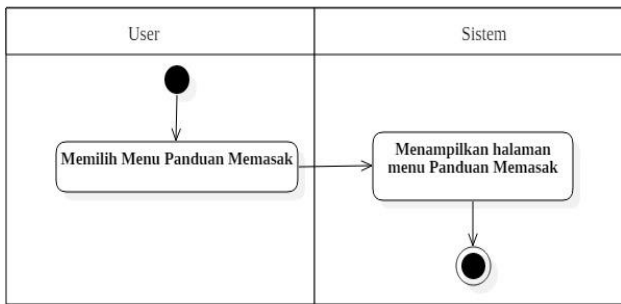 User
Sistem
Memilih Menu Panduan Memasak
Menampilkan halaman
menu Panduan Memasak